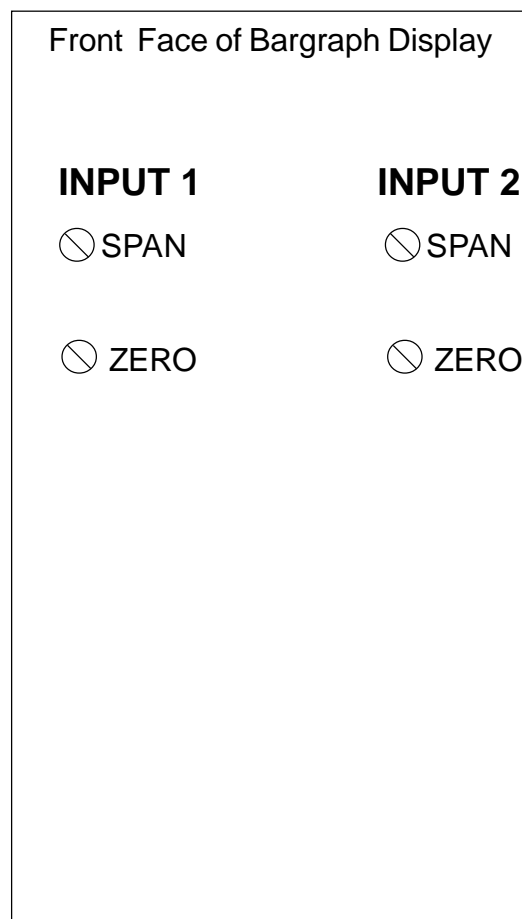 Front Face of Bargraph Display
INPUT 1 INPUT 2
SPAN SPAN
ZERO ZERO